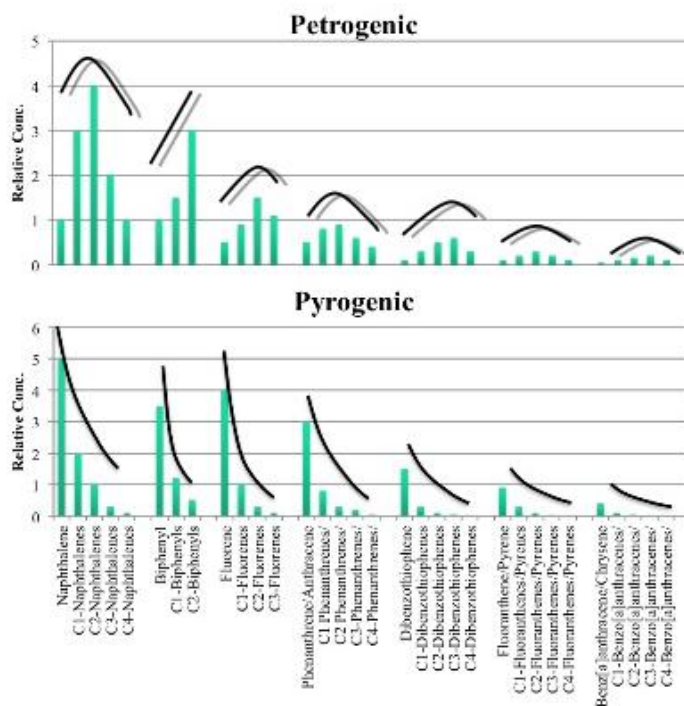 Petrogenic
Relative Conc.
5
4
3
2
1
0
Pyrogenic
Relative Conc.
6
5
4
3
2
1
0
Naphthalene
C1-Naphthalenes
C2-Naphthalenes
C3-Naphthalenes
C4-Naphthalenes
Biphenyl
C1-Biphenyls
C2-Biphenyls
Fluorene
C1-Fluorenes
C2-Fluorenes
C3-Fluorenes
Phenanthrene/Anthracene
C1 Phenanthrenes/
C2 Phenanthrenes/
C3-Phenanthrenes/
C4-Phenanthrenes/
Dibenzothiophene
C1-Dibenzothiophenes
C2-Dibenzothiophenes
C3-Dibenzothiophenes
C4-Dibenzothiophenes
Fluoranthene/Pyrene
C1-Fluoranthenes/Pyrenes
C2-Fluoranthenes/Pyrenes
C3-Fluoranthenes/Pyrenes
C4-Fluoranthenes/Pyrenes
Benz[a]anthracene/Chrysene
C1-Benzo[a]anthracenes/
C2-Benzo[a]anthracenes/
C3-Benzo[a]anthracenes/
C4-Benzo[a]anthracenes/